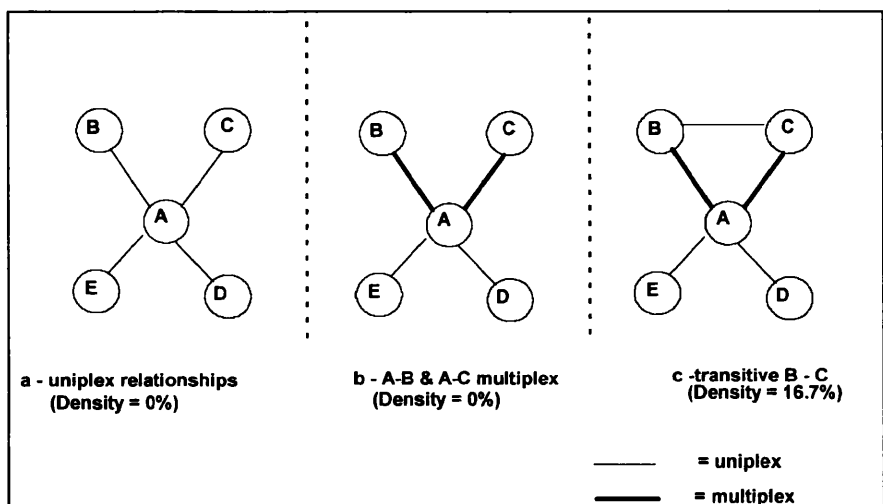 B
C
A
E
D
a - uniplex relationships
(Density = 0%)
B
C
A
E
D
b - A-B & A-C multiplex
(Density = 0%)
B
C
A
E
D
c -transitive B - C
(Density = 16.7%)
= uniplex
= multiplex